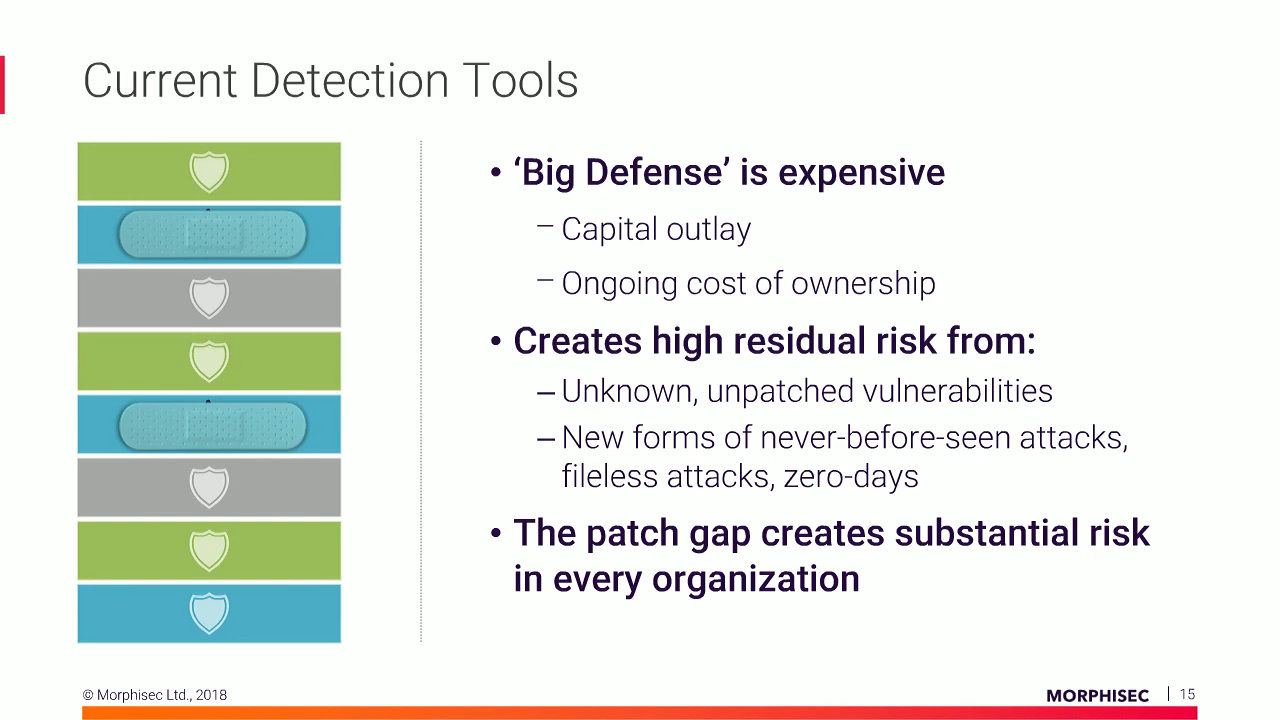 Current Detection Tools
• ‘Big Defense’ is expensive
– Capital outlay
– Ongoing cost of ownership
• Creates high residual risk from:
– Unknown, unpatched vulnerabilities
– New forms of never-before-seen attacks,
fileless attacks, zero-days
• The patch gap creates substantial risk
in every organization
© Morphisec Ltd., 2018
MORPHISEC | 15